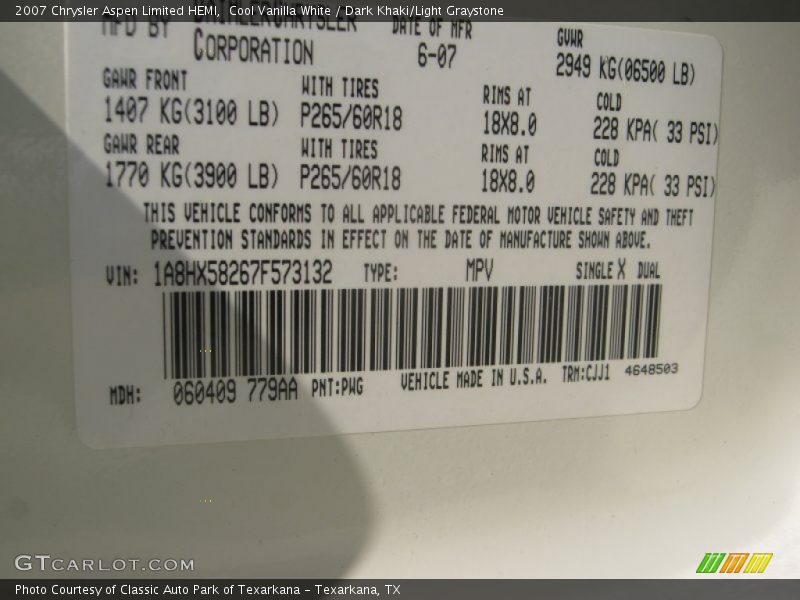 2007 Chrysler Aspen Limited HEMI, Cool Vanilla White / Dark Khaki/Light Graystone
MFD BY DAIMLERCHRYSLER CORPORATION
DATE OF MFR
6-07
GVWR
2949 KG(06500 LB)
GAWR FRONT WITH TIRES RIMS AT COLD
1407 KG(3100 LB) P265/60R18 18X8.0 228 KPA( 33 PSI)
GAWR REAR WITH TIRES RIMS AT COLD
1770 KG(3900 LB) P265/60R18 18X8.0 228 KPA( 33 PSI)
THIS VEHICLE CONFORMS TO ALL APPLICABLE FEDERAL MOTOR VEHICLE SAFETY AND THEFT
PREVENTION STANDARDS IN EFFECT ON THE DATE OF MANUFACTURE SHOWN ABOVE.
VIN: 1A8HX58267F573132 TYPE: MPV SINGLE X DUAL
MDH: 060409 779AA PNT:PWG VEHICLE MADE IN U.S.A. TRM:CJJ1 4648503
GTCARLOT.COM
Photo Courtesy of Classic Auto Park of Texarkana - Texarkana, TX